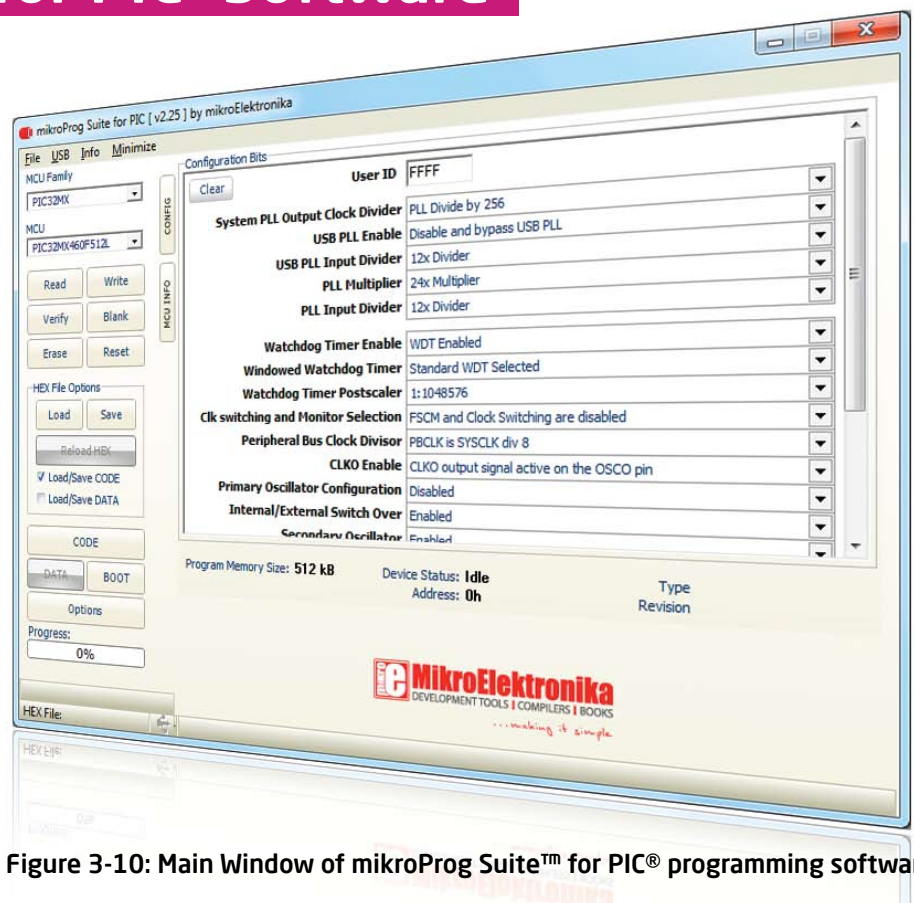 for PIC® Software
mikroProg Suite for PIC [ v2.25 ] by mikroElektronika
File USB Info Minimize
MCU Family
PIC32MX
MCU
PIC32MX460F512L
Read Write
Verify Blank
Erase Reset
HEX File Options
Load Save
Reload HEX
Load/Save CODE
Load/Save DATA
CODE
DATA BOOT
Options
Progress:
0%
HEX File:
CONFIG
MCU INFO
Configuration Bits
Clear
User ID FFFF
System PLL Output Clock Divider PLL Divide by 256
USB PLL Enable Disable and bypass USB PLL
USB PLL Input Divider 12x Divider
PLL Multiplier 24x Multiplier
PLL Input Divider 12x Divider
Watchdog Timer Enable WDT Enabled
Windowed Watchdog Timer Standard WDT Selected
Watchdog Timer Postscaler 1:1048576
Clk switching and Monitor Selection FSCM and Clock Switching are disabled
Peripheral Bus Clock Divisor PBCLK is SYSCLK div 8
CLKO Enable CLKO output signal active on the OSCO pin
Primary Oscillator Configuration Disabled
Internal/External Switch Over Enabled
Secondary Oscillator Enabled
Program Memory Size: 512 kB
Device Status: Idle
Address: 0h
Type
Revision
mikro
MikroElektronika
DEVELOPMENT TOOLS | COMPILERS | BOOKS
...making it simple
Figure 3-10: Main Window of mikroProg Suite™ for PIC® programming softwa